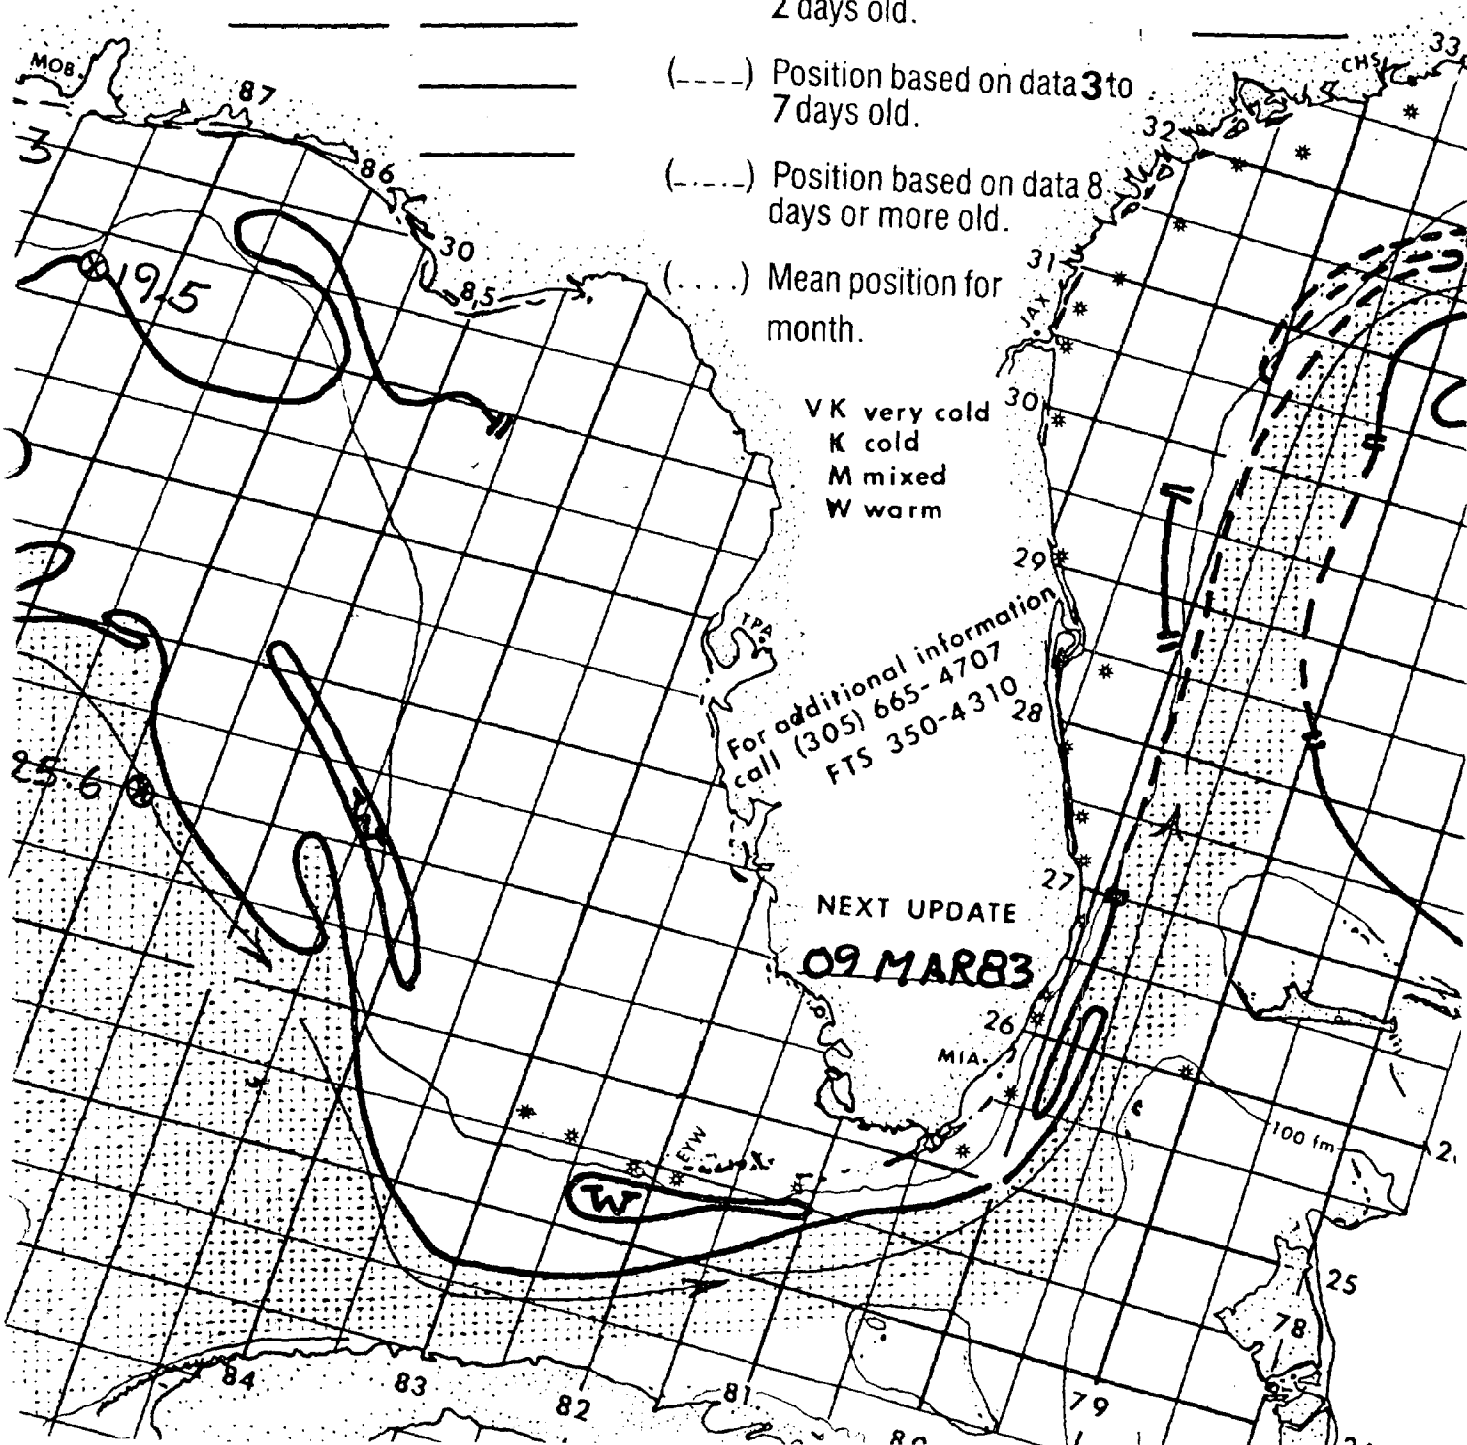 2 days old.
(----) Position based on data 3 to
7 days old.
(_._._) Position based on data 8
days or more old.
(....) Mean position for
month.
VK very cold
K cold
M mixed
W warm
For additional information
call (305) 665-4707
FTS 350-4310
NEXT UPDATE
09 MAR83
MOB.
87
86
30
85
19.5
25.6
TPA
33
CHS
32
31
JAX
30
29
28
27
26
MIA.
EYW
W
100 fm
25
78
79
81
82
83
84